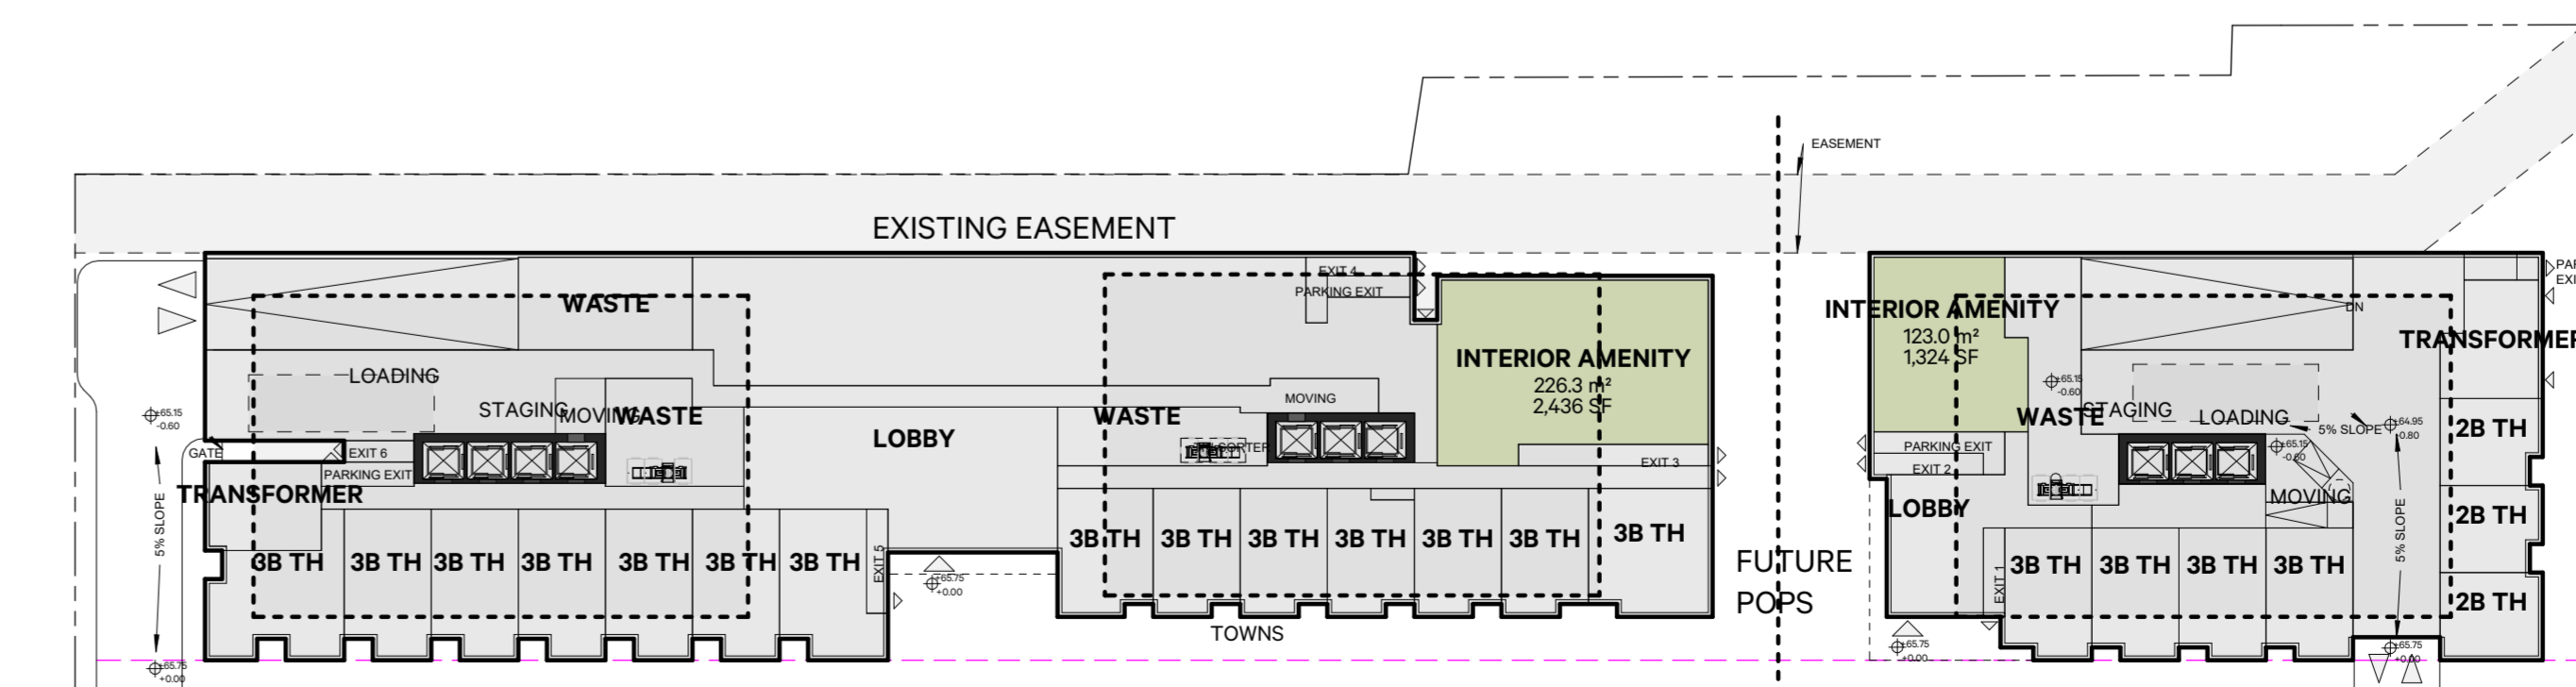 EASEMENT
EXISTING EASEMENT
EXIT 4
PARKING EXIT
WASTE
LOADING
STAGING
MOVING
WASTE
±65.15
-0.60
GATE
EXIT 6
PARKING EXIT
TRANSFORMER
5% SLOPE
3B TH
3B TH
3B TH
3B TH
3B TH
3B TH
3B TH
EXIT 5
±65.75
+0.00
LOBBY
±65.75
+0.00
WASTE
MOVING
SORTER
INTERIOR AMENITY
226.3 m²
2,436 SF
EXIT 3
3B TH
3B TH
3B TH
3B TH
3B TH
3B TH
3B TH
TOWNS
FUTURE
POPS
INTERIOR AMENITY
123.0 m²
1,324 SF
DN
TRANSFORMER
±65.15
-0.60
WASTE
STAGING
LOADING
5% SLOPE
±64.95
-0.80
±65.15
-0.60
PARKING EXIT
EXIT 2
LOBBY
MOVING
5% SLOPE
2B TH
2B TH
2B TH
EXIT 1
3B TH
3B TH
3B TH
3B TH
±65.75
+0.00
±65.75
+0.00